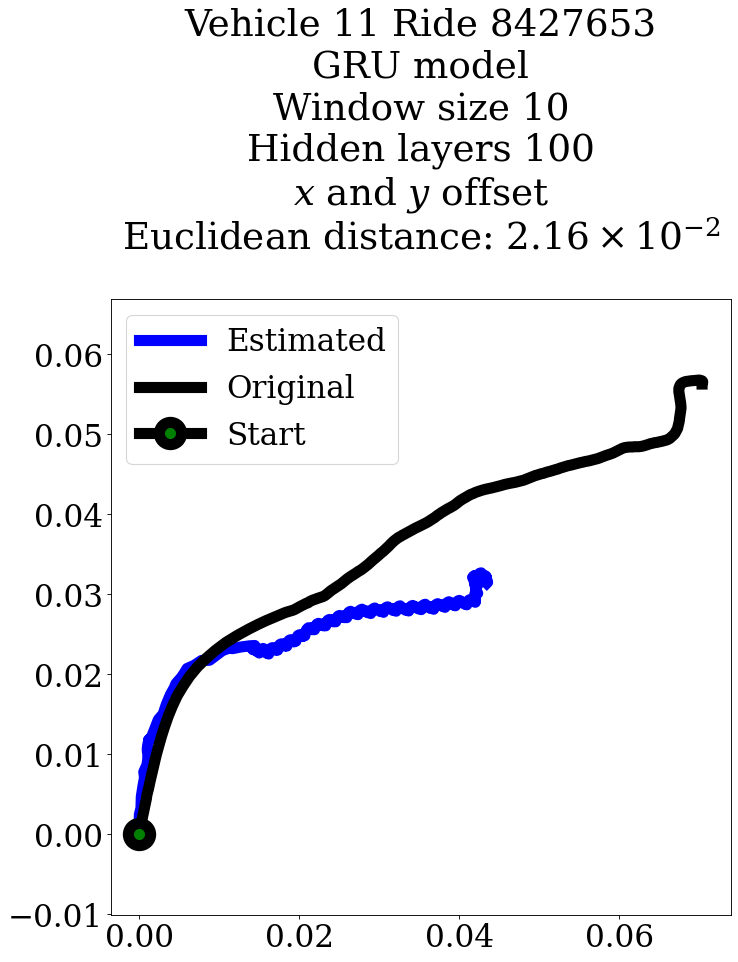 Vehicle 11 Ride 8427653
GRU model
Window size 10
Hidden layers 100
x and y offset
Euclidean distance: 2.16 × 10⁻²
Estimated
Original
Start
0.06
0.05
0.04
0.03
0.02
0.01
0.00
−0.01
0.00 0.02 0.04 0.06